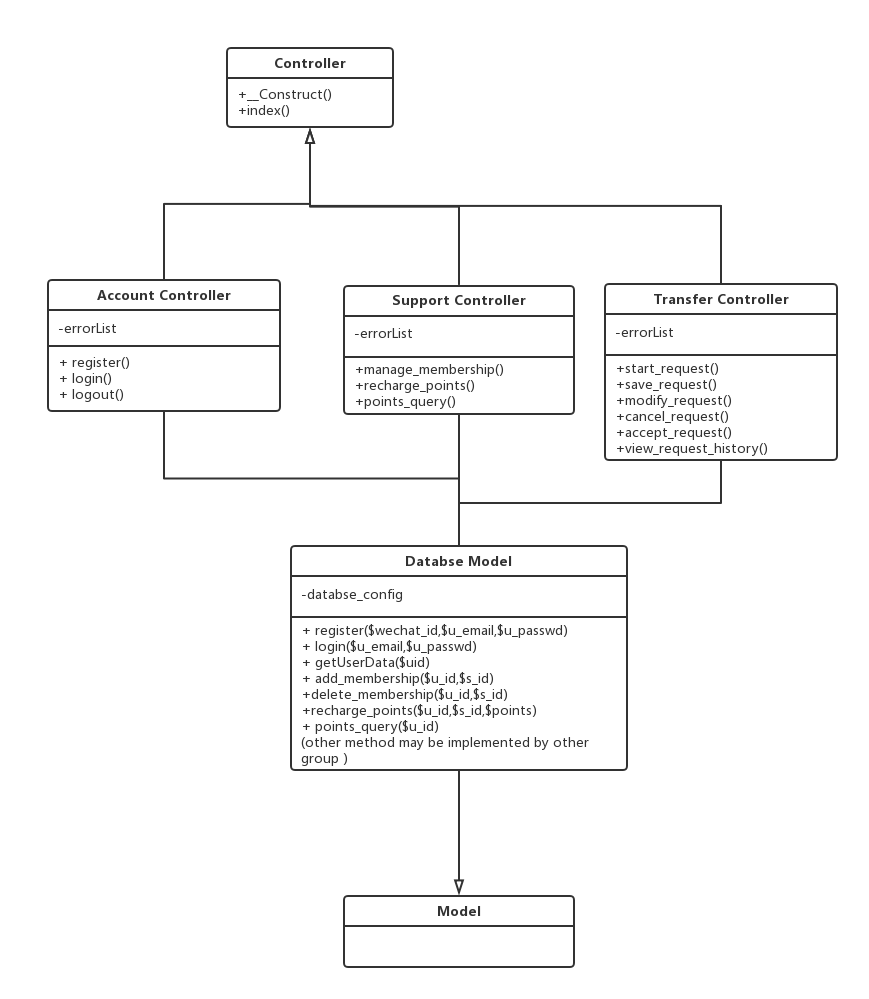 Controller
+__Construct()
+index()
Account Controller
-errorList
+ register()
+ login()
+ logout()
Support Controller
-errorList
+manage_membership()
+recharge_points()
+points_query()
Transfer Controller
-errorList
+start_request()
+save_request()
+modify_request()
+cancel_request()
+accept_request()
+view_request_history()
Databse Model
-databse_config
+ register($wechat_id,$u_email,$u_passwd)
+ login($u_email,$u_passwd)
+ getUserData($uid)
+ add_membership($u_id,$s_id)
+delete_membership($u_id,$s_id)
+recharge_points($u_id,$s_id,$points)
+ points_query($u_id)
(other method may be implemented by other
group )
Model